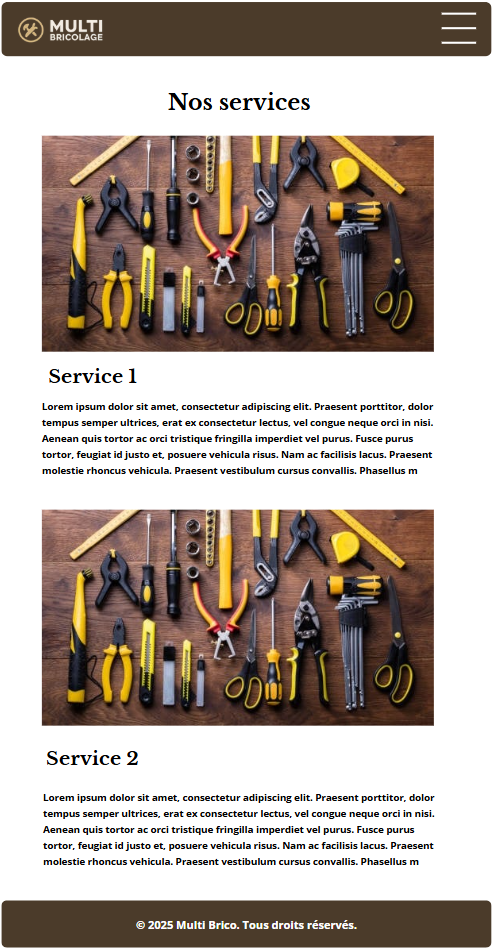 MULTI
BRICOLAGE
Nos services
Service 1
Lorem ipsum dolor sit amet, consectetur adipiscing elit. Praesent porttitor, dolor
tempus semper ultrices, erat ex consectetur lectus, vel congue neque orci in nisi.
Aenean quis tortor ac orci tristique fringilla imperdiet vel purus. Fusce purus
tortor, feugiat id justo et, posuere vehicula risus. Nam ac facilisis lacus. Praesent
molestie rhoncus vehicula. Praesent vestibulum cursus convallis. Phasellus m
Service 2
Lorem ipsum dolor sit amet, consectetur adipiscing elit. Praesent porttitor, dolor
tempus semper ultrices, erat ex consectetur lectus, vel congue neque orci in nisi.
Aenean quis tortor ac orci tristique fringilla imperdiet vel purus. Fusce purus
tortor, feugiat id justo et, posuere vehicula risus. Nam ac facilisis lacus. Praesent
molestie rhoncus vehicula. Praesent vestibulum cursus convallis. Phasellus m
© 2025 Multi Brico. Tous droits réservés.